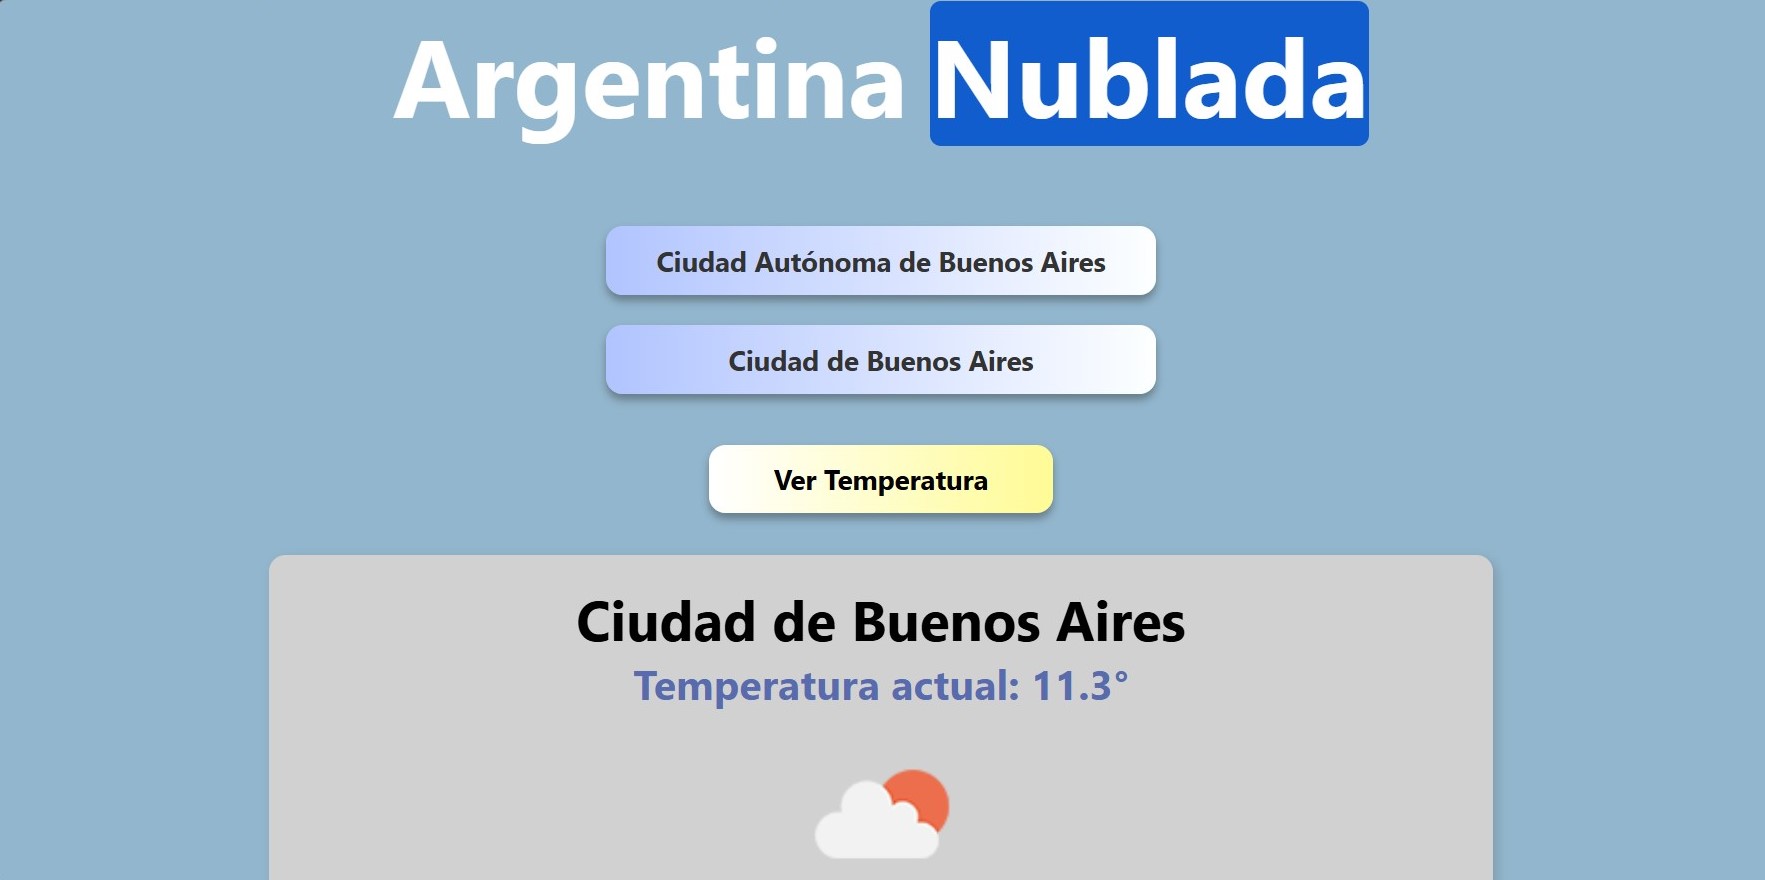 Argentina Nublada
Ciudad Autónoma de Buenos Aires
Ciudad de Buenos Aires
Ver Temperatura
Ciudad de Buenos Aires
Temperatura actual: 11.3°